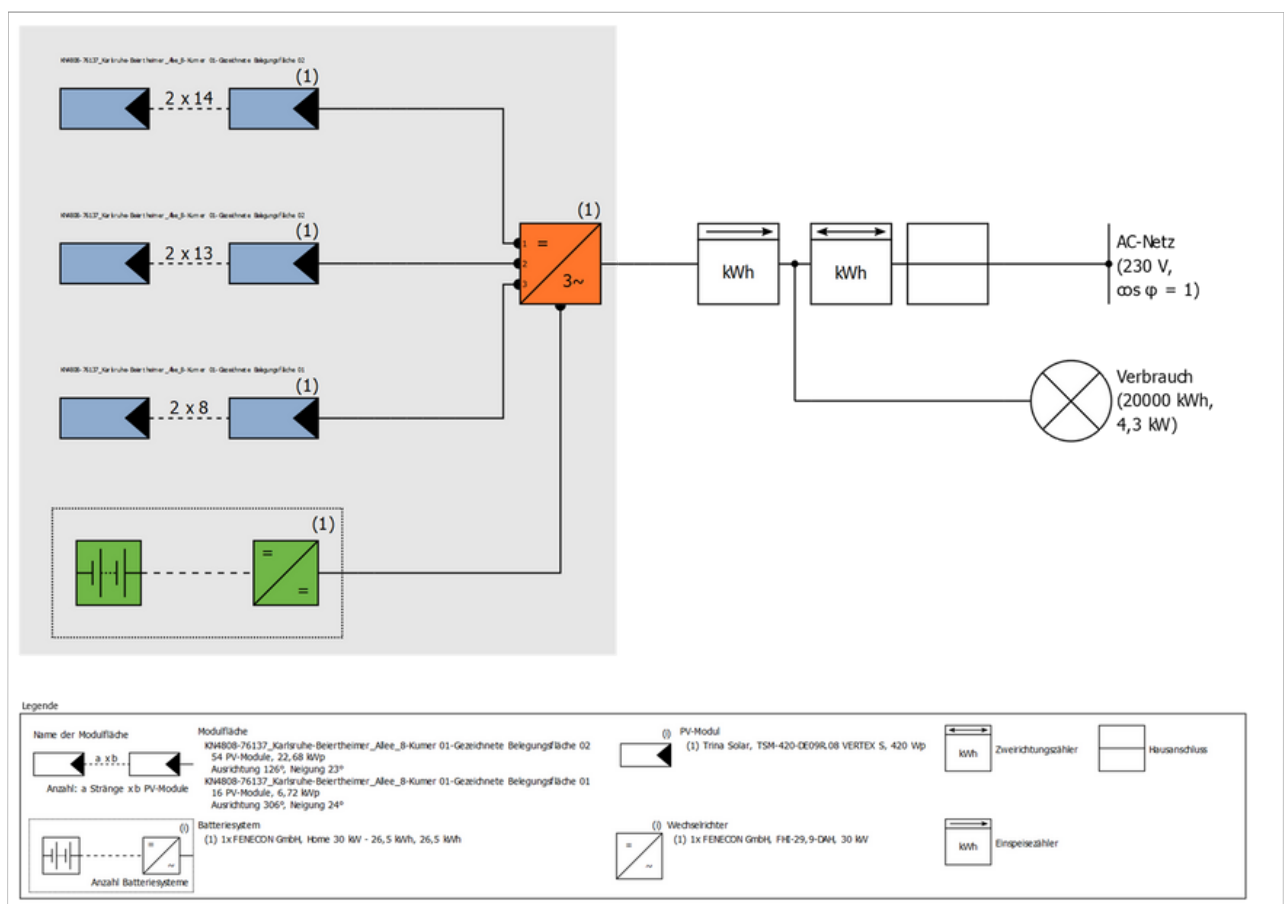 KN4808-76137_Karlsruhe-Beiertheimer_Allee_8-Kumer 01-Gezeichnete Belegungsfläche 02
(1)
2 x 14
KN4808-76137_Karlsruhe-Beiertheimer_Allee_8-Kumer 01-Gezeichnete Belegungsfläche 02
(1)
2 x 13
(1)
1
2
3
=
3~
kWh
kWh
AC-Netz
(230 V,
cos φ = 1)
KN4808-76137_Karlsruhe-Beiertheimer_Allee_8-Kumer 01-Gezeichnete Belegungsfläche 01
(1)
2 x 8
Verbrauch
(20000 kWh,
4,3 kW)
(1)
=
=
Legende
Name der Modulfläche
a x b
Anzahl: a Stränge x b PV-Module
Modulfläche
KN4808-76137_Karlsruhe-Beiertheimer_Allee_8-Kumer 01-Gezeichnete Belegungsfläche 02
54 PV-Module, 22,68 kWp
Ausrichtung 126°, Neigung 23°
KN4808-76137_Karlsruhe-Beiertheimer_Allee_8-Kumer 01-Gezeichnete Belegungsfläche 01
16 PV-Module, 6,72 kWp
Ausrichtung 306°, Neigung 24°
(i) PV-Modul
(1) Trina Solar, TSM-420-DE09R.08 VERTEX S, 420 Wp
kWh
Zweirichtungszähler
Hausanschluss
(i)
=
~
Anzahl Batteriesysteme
Batteriesystem
(1) 1x FENECON GmbH, Home 30 kW - 26,5 kWh, 26,5 kWh
(i) Wechselrichter
=
~
(1) 1x FENECON GmbH, FHI-29,9-DAH, 30 kW
kWh
Einspeisezähler